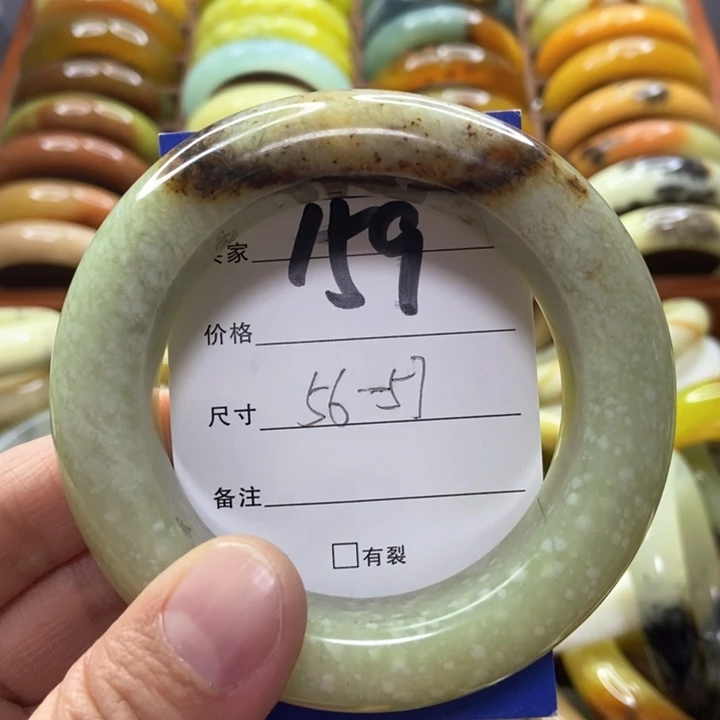 家 159
价格
尺寸 56-57
备注
□有裂